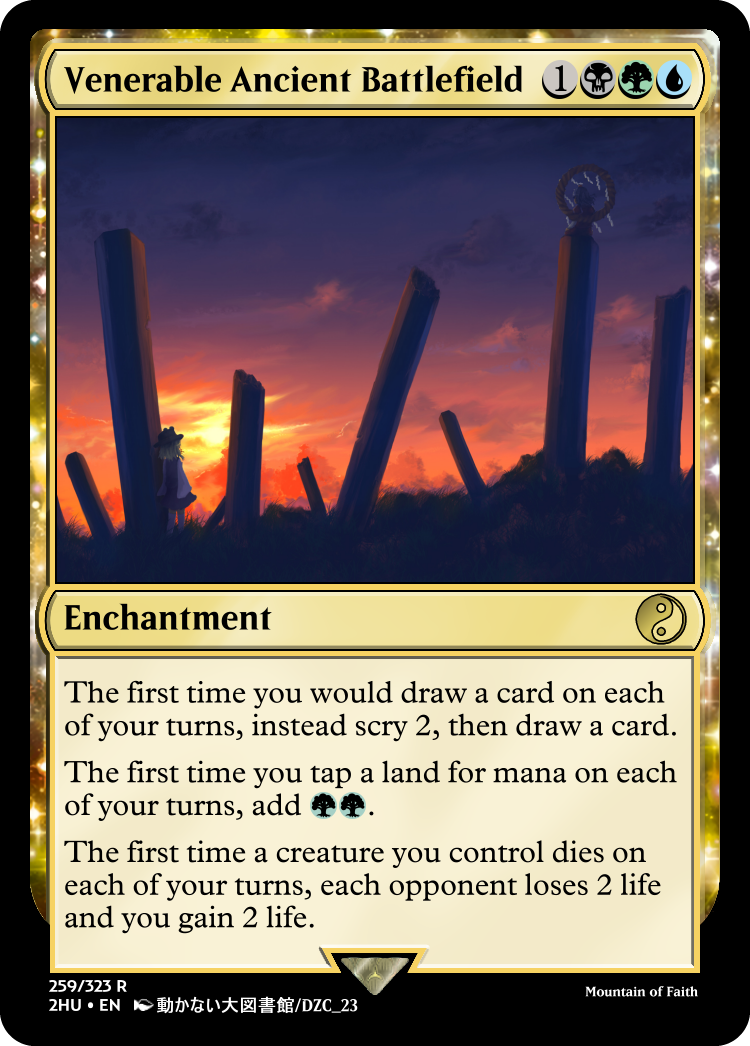 Venerable Ancient Battlefield 1
Enchantment
The first time you would draw a card on each
of your turns, instead scry 2, then draw a card.
The first time you tap a land for mana on each
of your turns, add .
The first time a creature you control dies on
each of your turns, each opponent loses 2 life
and you gain 2 life.
259/323 R
2HU • EN 動かない大図書館/DZC_23
Mountain of Faith